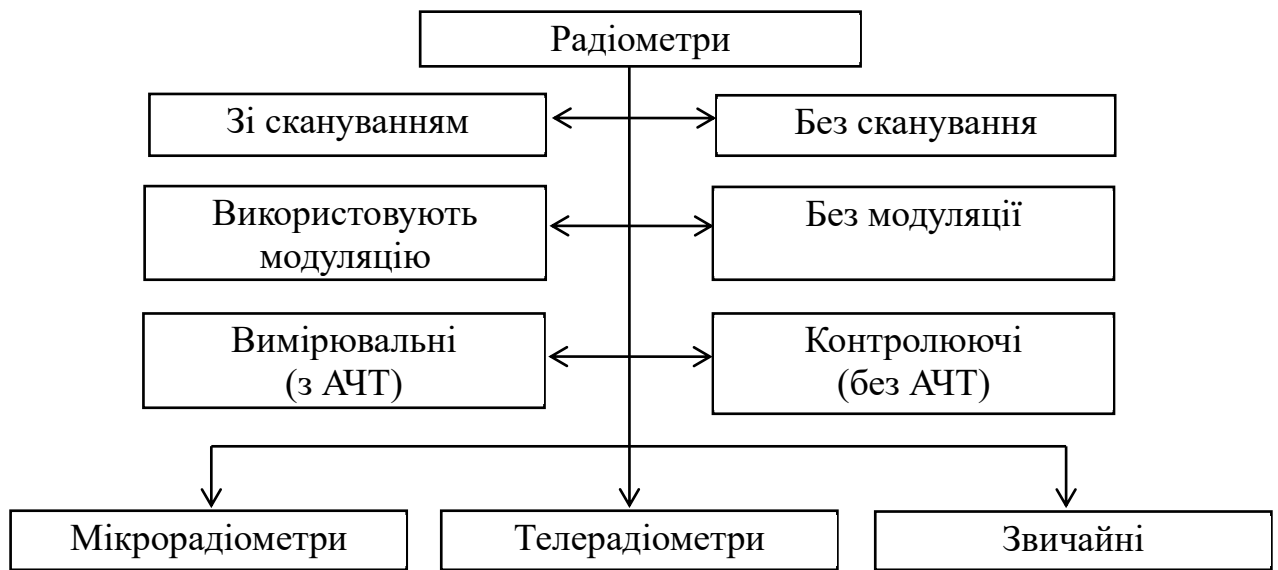 Радіометри
Зі скануванням
Без сканування
Використовують
модуляцію
Без модуляції
Вимірювальні
(з АЧТ)
Контролюючі
(без АЧТ)
Мікрорадіометри
Телерадіометри
Звичайні